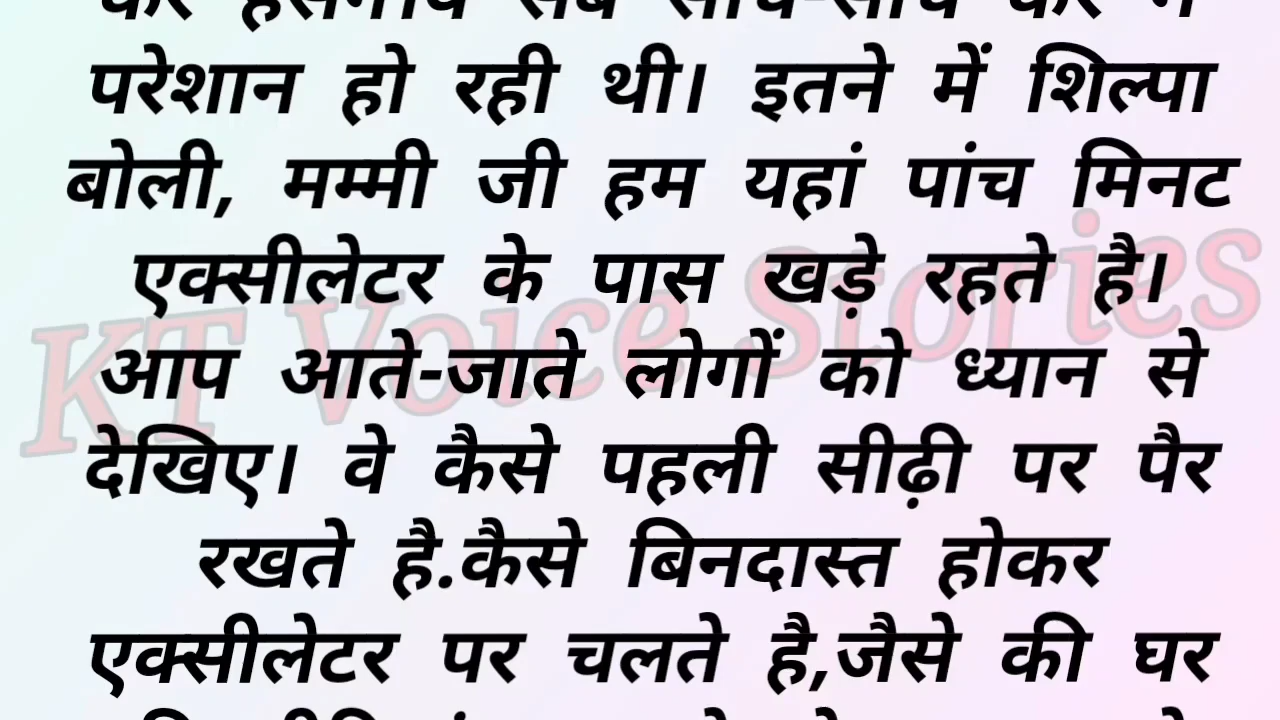 परेशान हो रही थी। इतने में शिल्पा
बोली, मम्मी जी हम यहां पांच मिनट
एक्सीलेटर के पास खड़े रहते है।
आप आते-जाते लोगों को ध्यान से
देखिए। वे कैसे पहली सीढ़ी पर पैर
रखते है.कैसे बिनदास्त होकर
एक्सीलेटर पर चलते है,जैसे की घर
KT Voice Stories